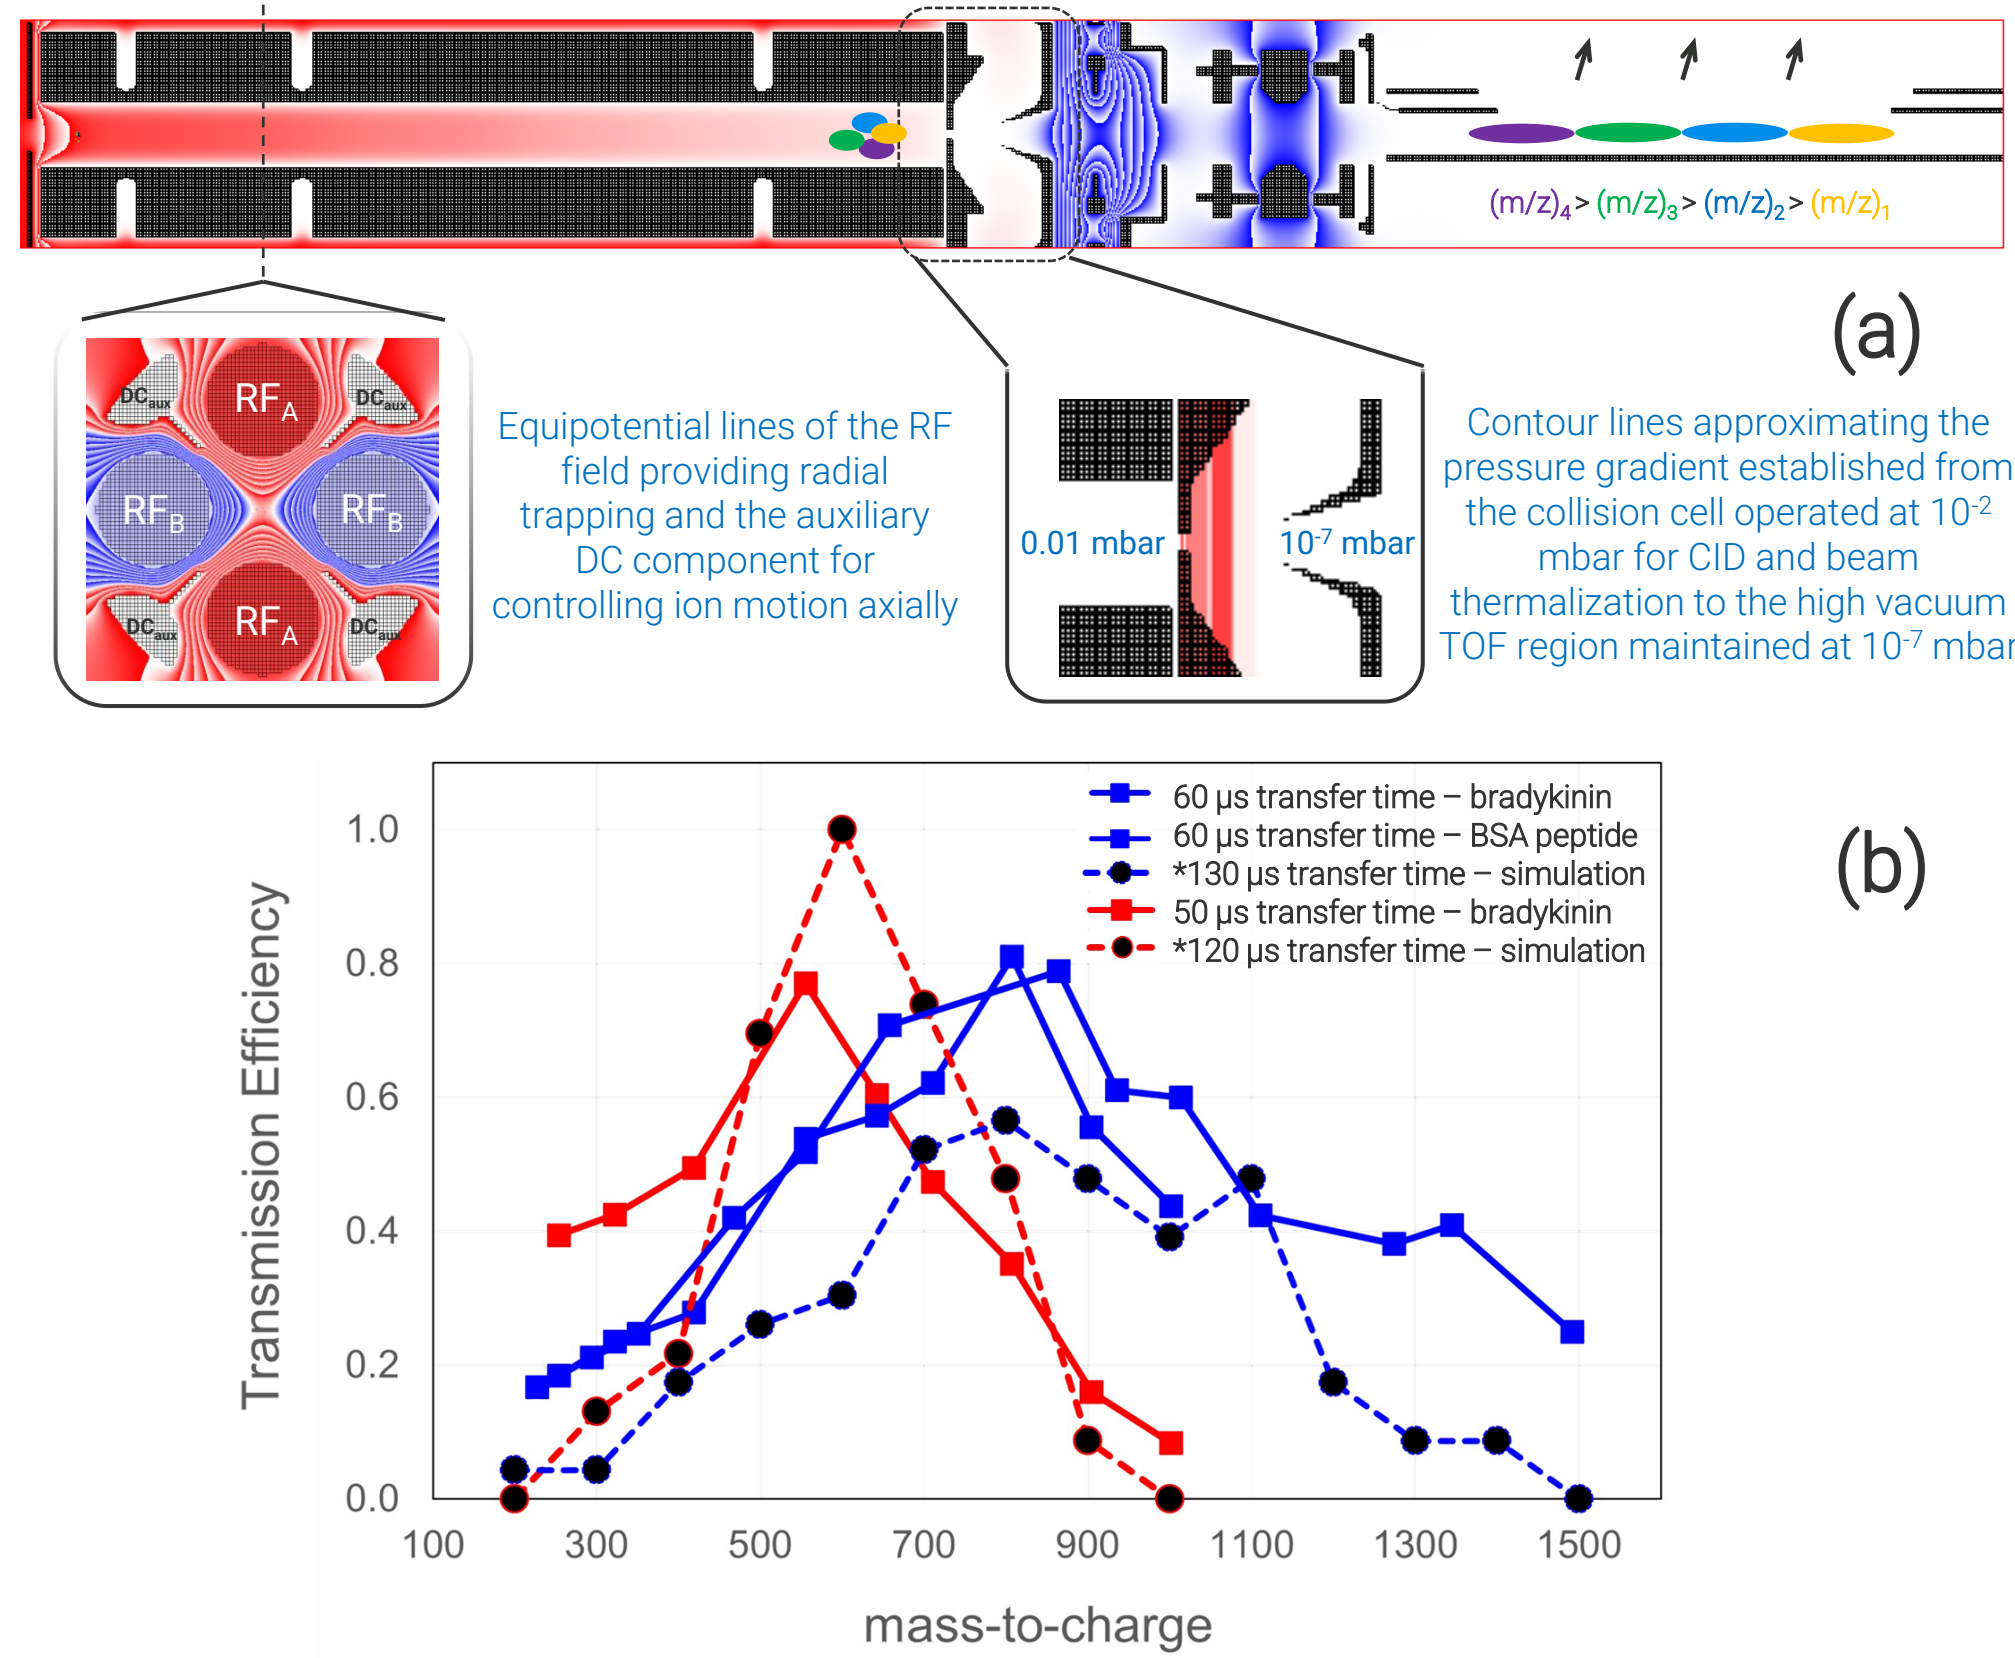 (m/z)4 > (m/z)3 > (m/z)2 > (m/z)1
(a)
DCaux
RFA
DCaux
RFB
RFB
DCaux
RFA
DCaux
Equipotential lines of the RF
field providing radial
trapping and the auxiliary
DC component for
controlling ion motion axially
0.01 mbar
10-7 mbar
Contour lines approximating the
pressure gradient established from
the collision cell operated at 10-2
mbar for CID and beam
thermalization to the high vacuum
TOF region maintained at 10-7 mbar
(b)
60 µs transfer time – bradykinin
60 µs transfer time – BSA peptide
*130 µs transfer time – simulation
50 µs transfer time – bradykinin
*120 µs transfer time – simulation
Transmission Efficiency
1.0
0.8
0.6
0.4
0.2
0.0
100 300 500 700 900 1100 1300 1500
mass-to-charge